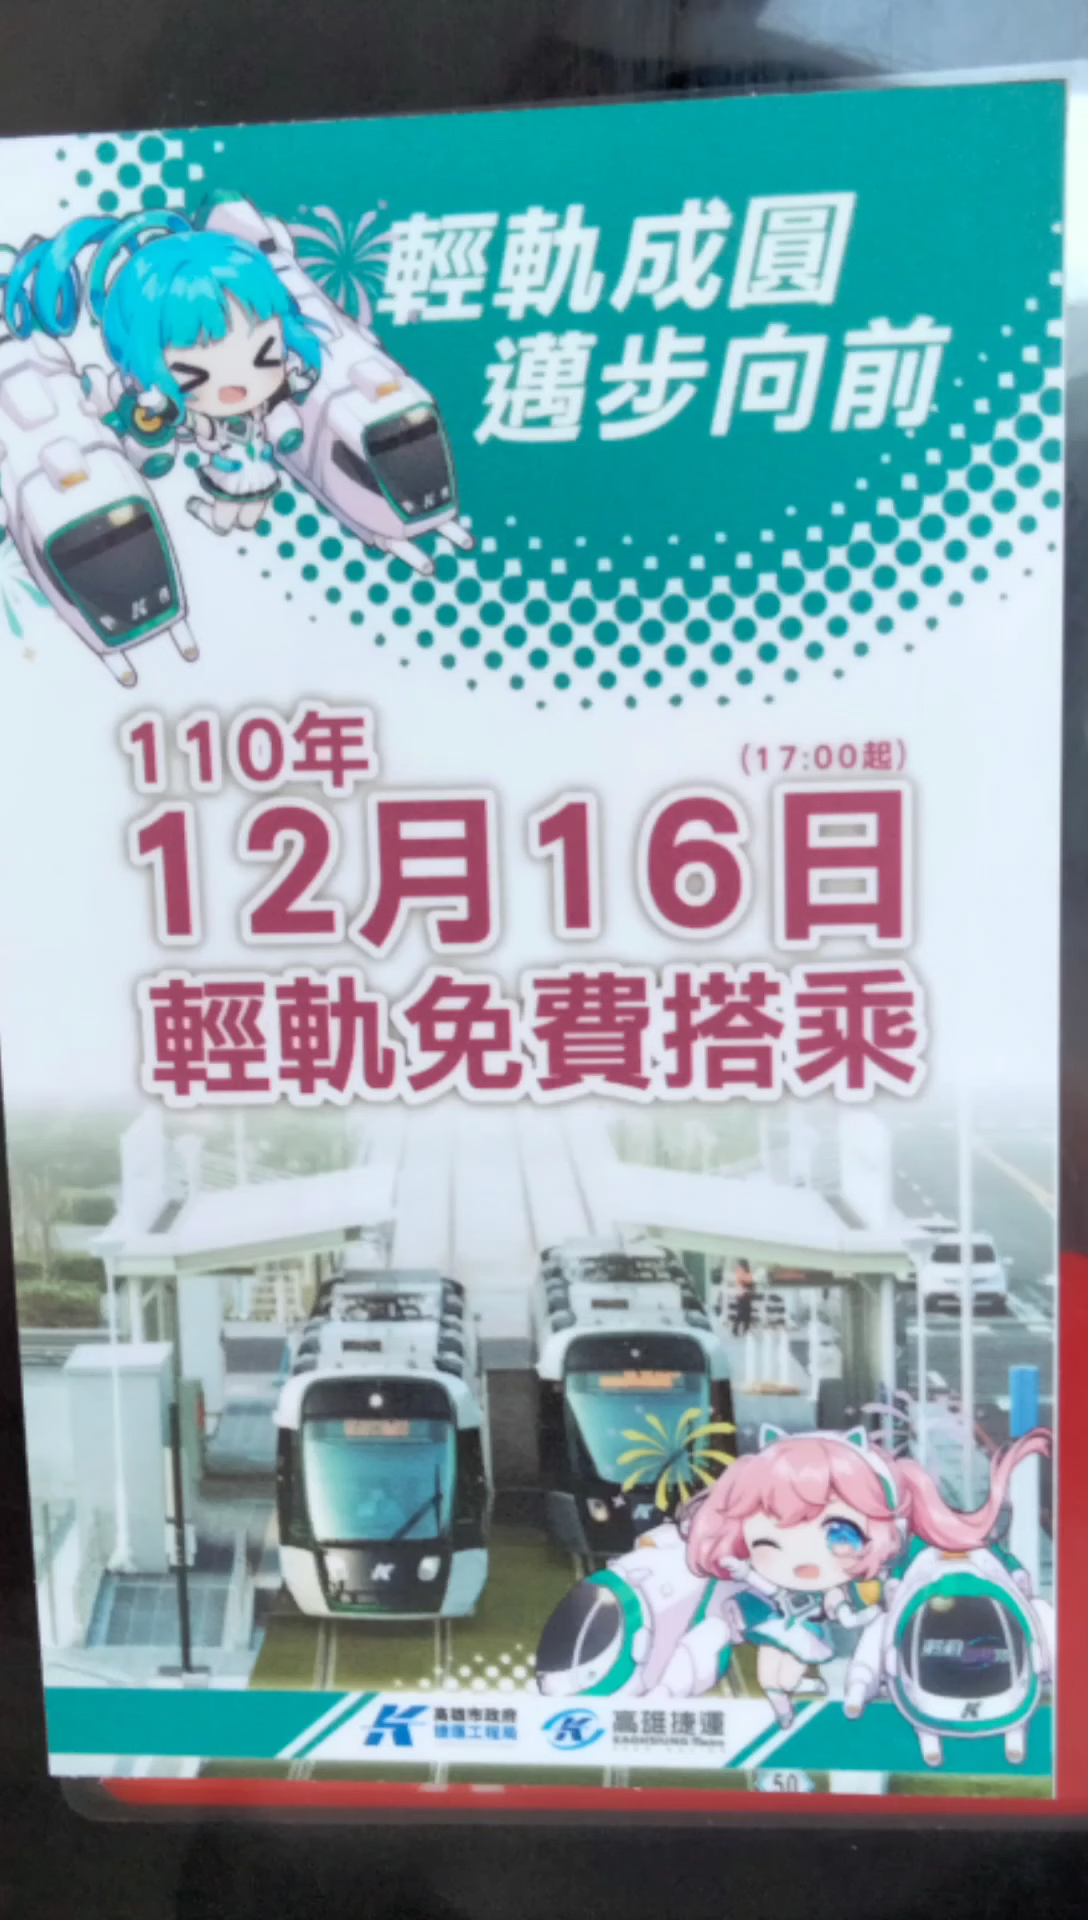 輕軌成圓
邁步向前
110年
(17:00起)
12月16日
輕軌免費搭乘
高雄市政府
捷運工程局
高雄捷運
50